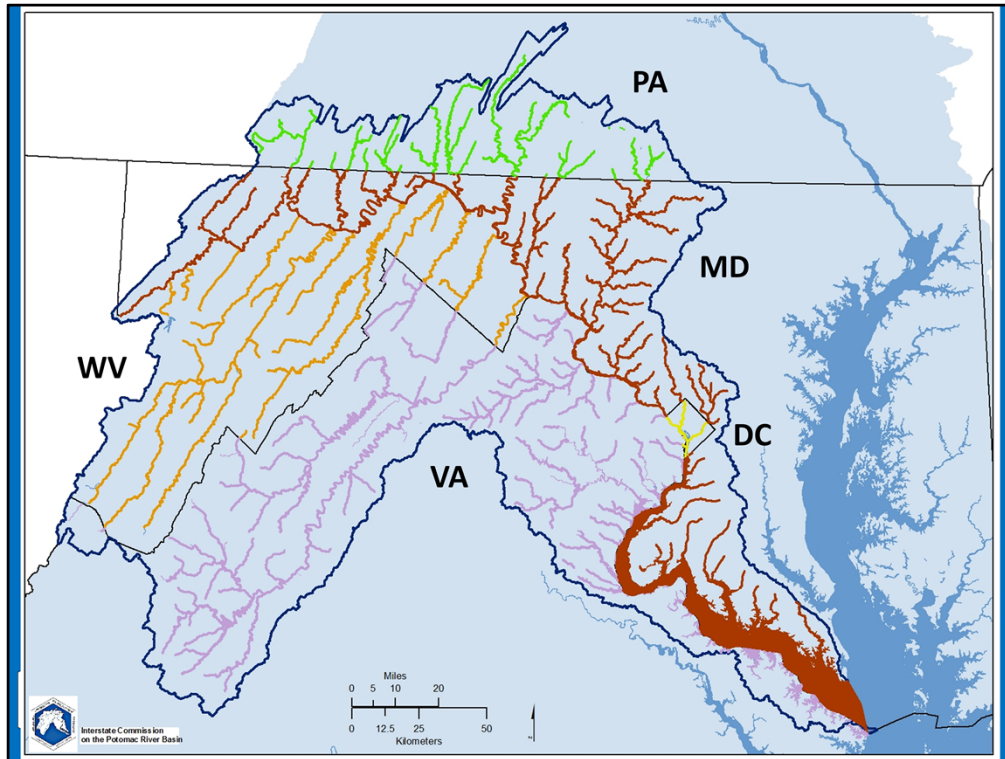 PA
MD
WV
DC
VA
Miles
0 5 10 20
0 12.5 25 50
Kilometers
Interstate Commission
on the Potomac River Basin